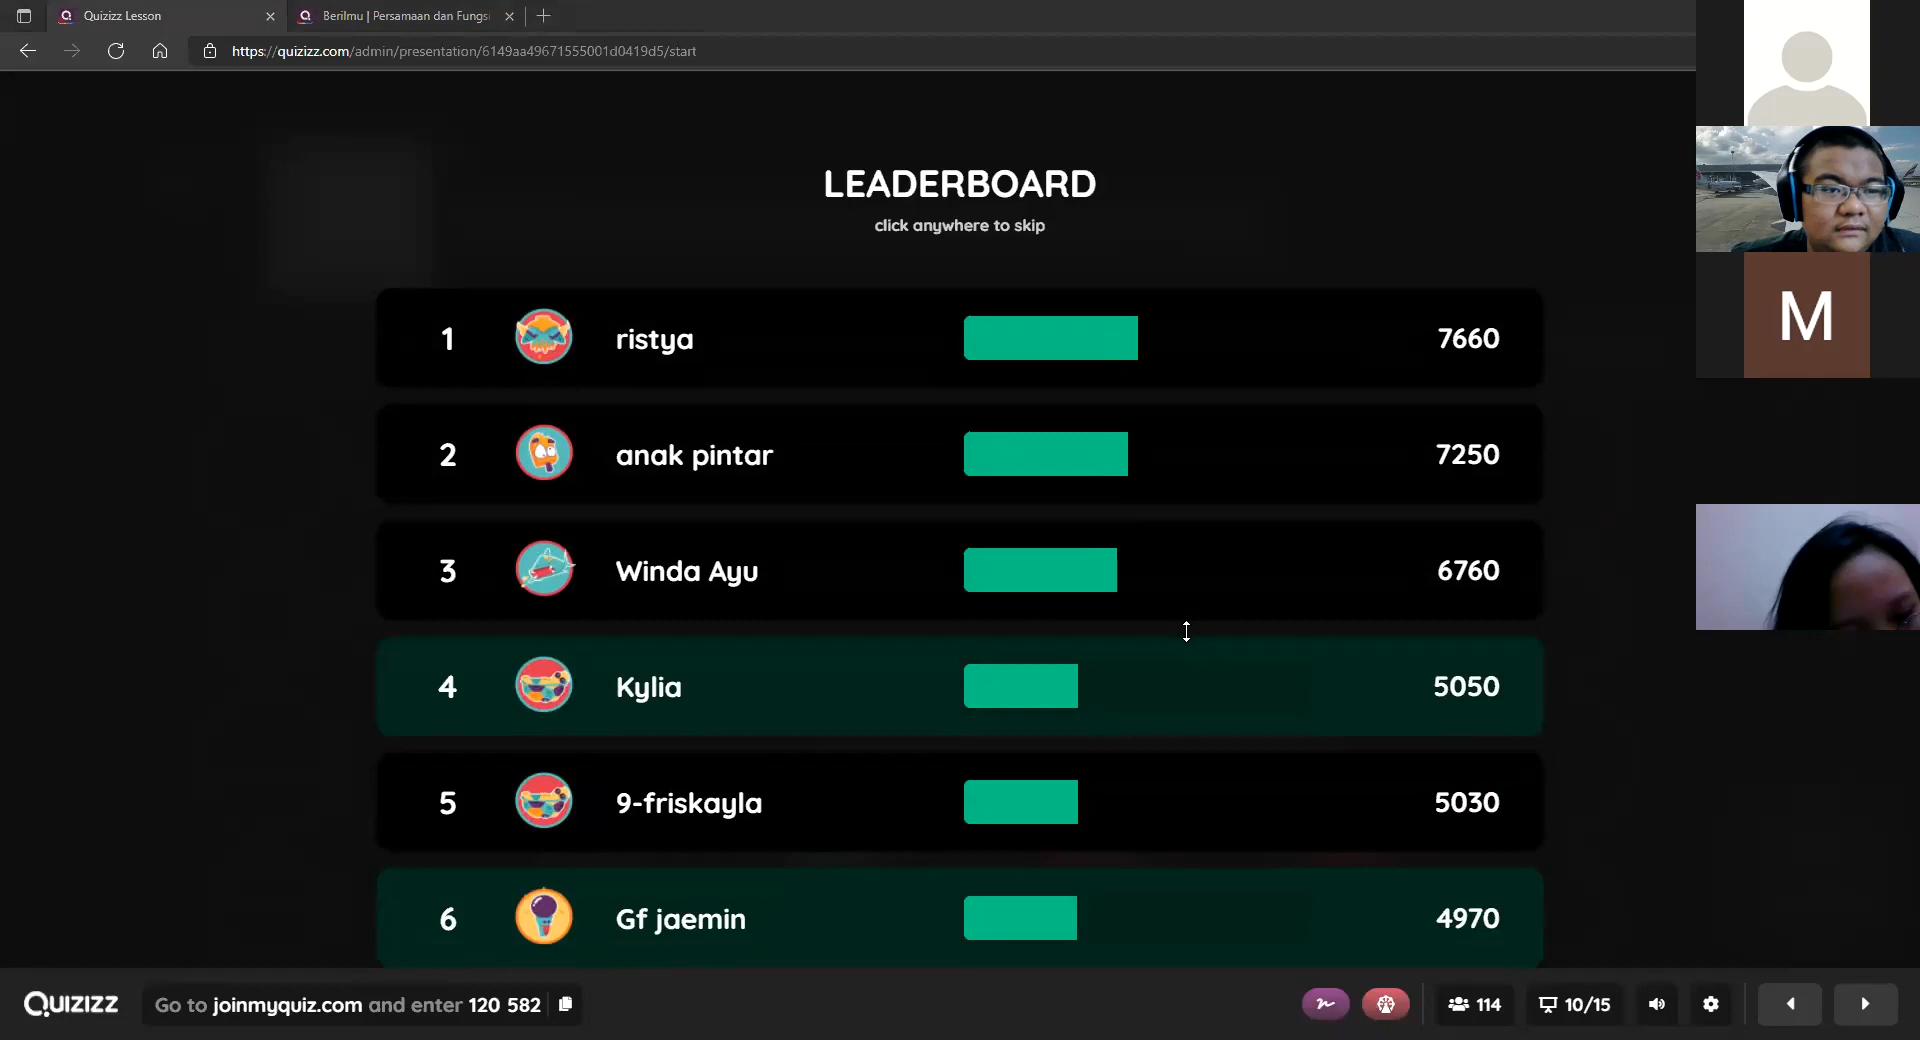 Quizizz Lesson
Berilmu | Persamaan dan Fungs
https://quizizz.com/admin/presentation/6149aa49671555001d0419d5/start
LEADERBOARD
click anywhere to skip
1 ristya 7660
2 anak pintar 7250
3 Winda Ayu 6760
4 Kylia 5050
5 9-friskayla 5030
6 Gf jaemin 4970
M
QUIZIZZ Go to joinmyquiz.com and enter 120 582 114 10/15